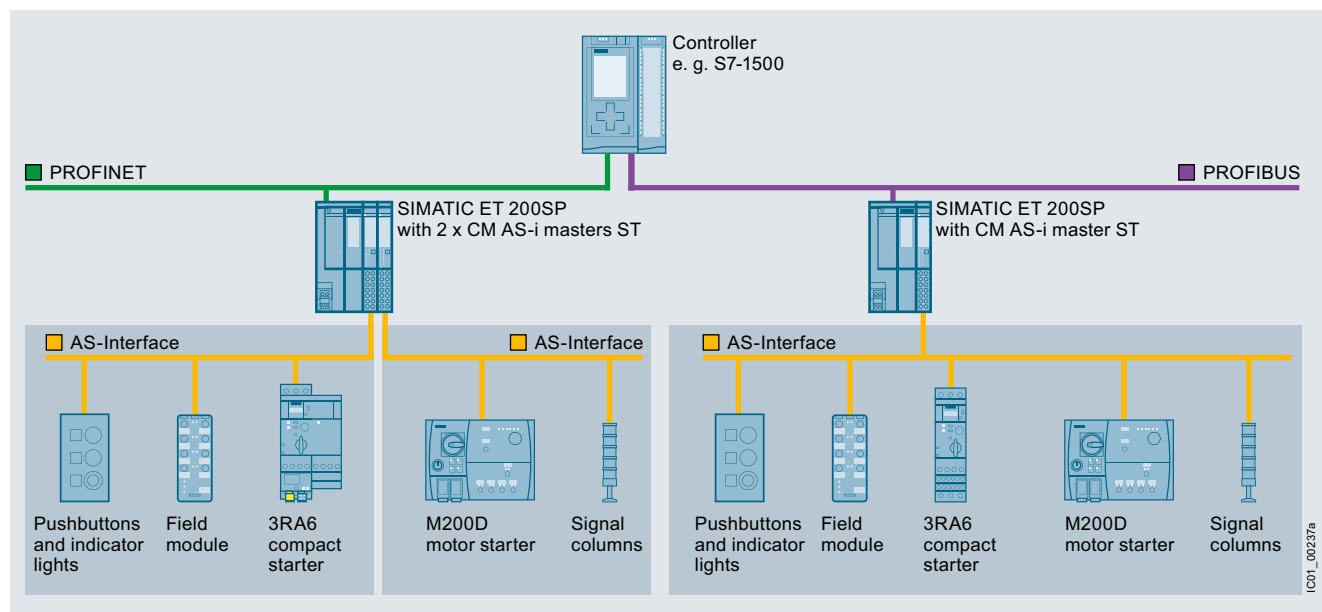 Controller
e. g. S7-1500
PROFINET
PROFIBUS
SIMATIC ET 200SP
with 2 x CM AS-i masters ST
SIMATIC ET 200SP
with CM AS-i master ST
AS-Interface
AS-Interface
AS-Interface
Pushbuttons
and indicator
lights
Field
module
3RA6
compact
starter
M200D
motor starter
Signal
columns
Pushbuttons
and indicator
lights
Field
module
3RA6
compact
starter
M200D
motor starter
Signal
columns
IC01_00237a